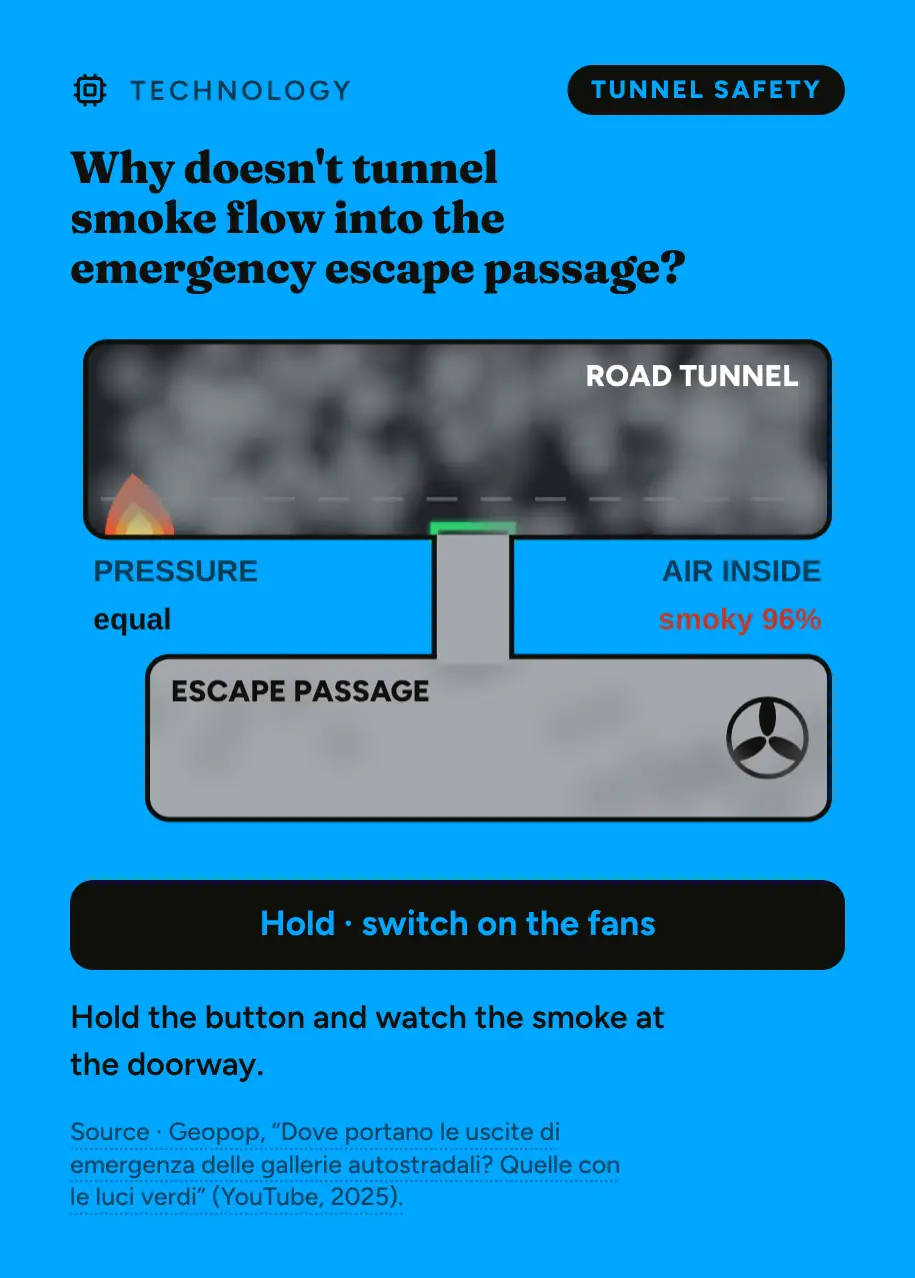 TECHNOLOGY
TUNNEL SAFETY
Why doesn't tunnel
smoke flow into the
emergency escape passage?
ROAD TUNNEL
PRESSURE
equal
AIR INSIDE
smoky 96%
ESCAPE PASSAGE
Hold · switch on the fans
Hold the button and watch the smoke at
the doorway.
Source · Geopop, “Dove portano le uscite di
emergenza delle gallerie autostradali? Quelle con
le luci verdi” (YouTube, 2025).